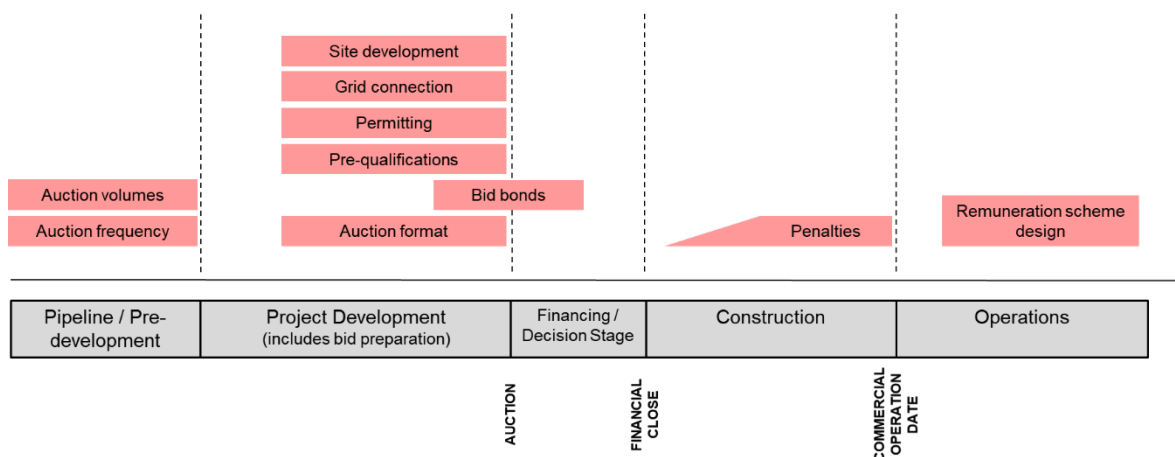 Site development
Grid connection
Permitting
Pre-qualifications
Auction volumes
Bid bonds
Remuneration scheme
design
Auction frequency
Auction format
Penalties
Pipeline / Pre-
development
Project Development
(includes bid preparation)
Financing /
Decision Stage
Construction
Operations
AUCTION
FINANCIAL
CLOSE
COMMERCIAL
OPERATION
DATE